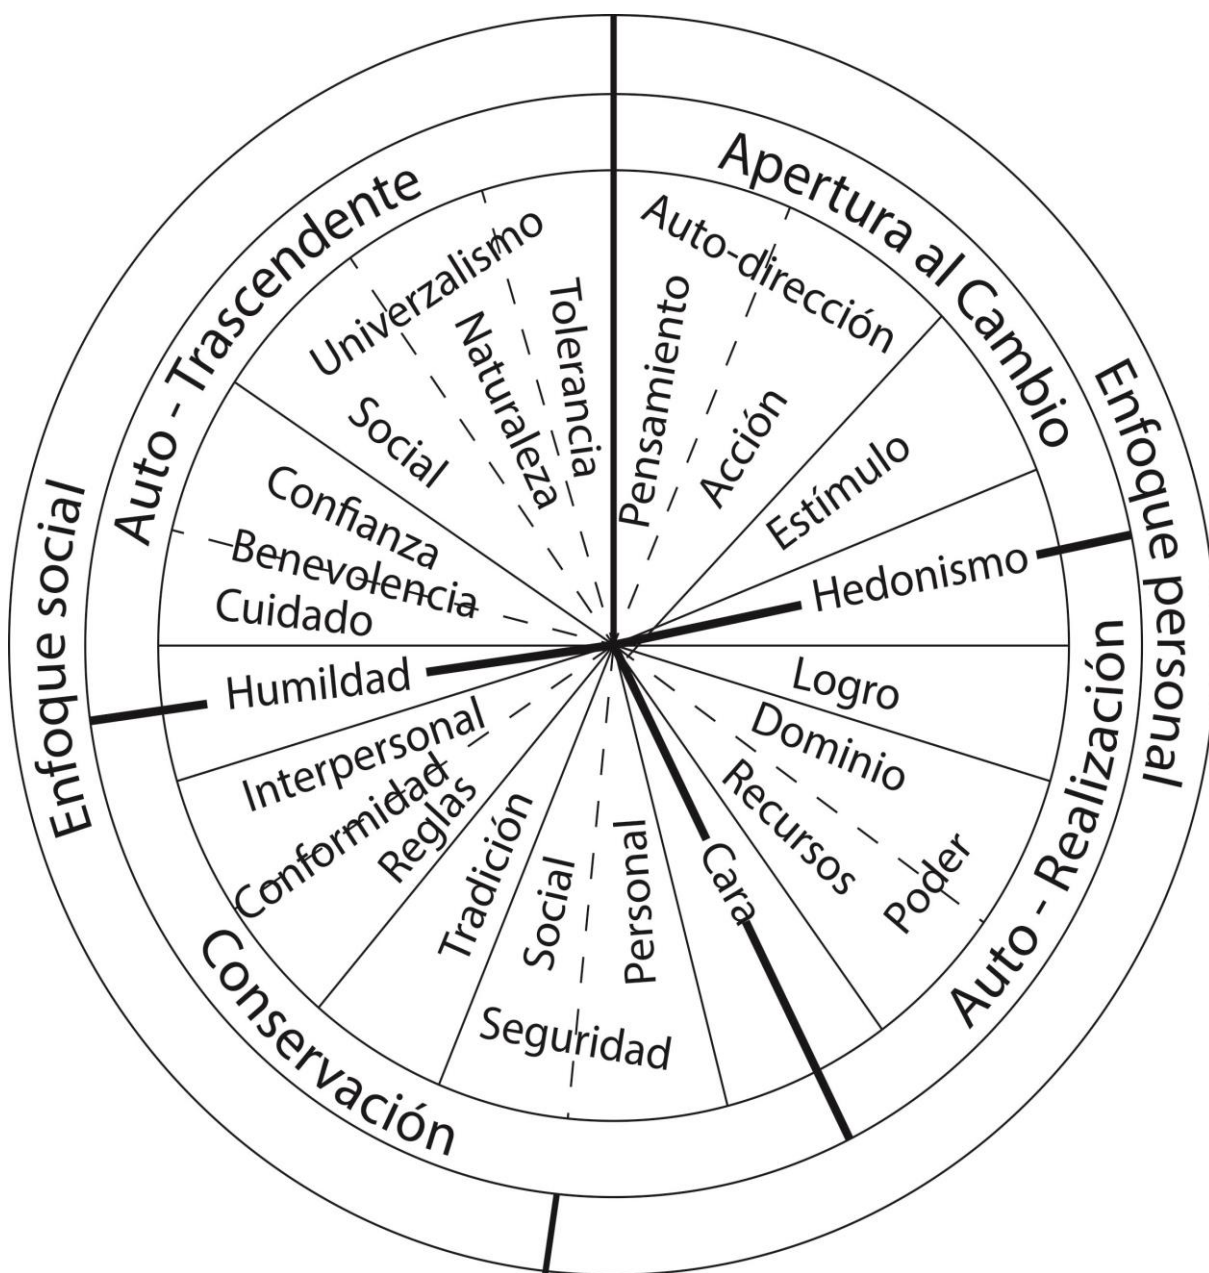 Enfoque social
Enfoque personal
Auto - Trascendente
Apertura al Cambio
Auto - Realización
Conservación
Univerzalismo
Social
Naturaleza
Tolerancia
Auto-dirección
Pensamiento
Acción
Estímulo
Hedonismo
Logro
Dominio
Recursos
Poder
Cara
Personal
Social
Seguridad
Tradición
Interpersonal
Conformidad
Reglas
Humildad
Confianza
Benevolencia
Cuidado